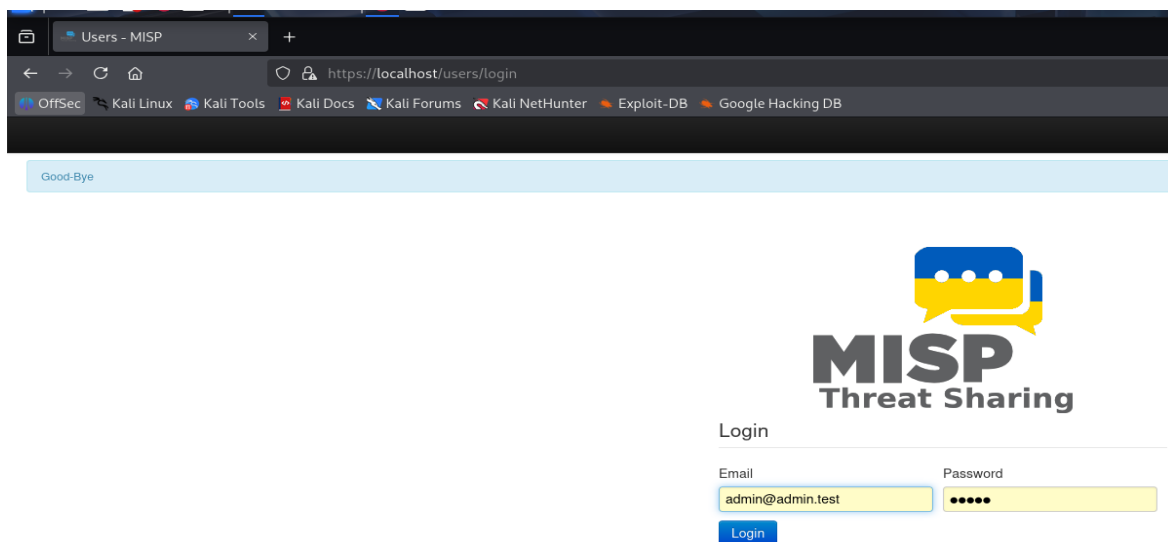 Users - MISP
https://localhost/users/login
OffSec Kali Linux Kali Tools Kali Docs Kali Forums Kali NetHunter Exploit-DB Google Hacking DB
Good-Bye
MISP
Threat Sharing
Login
Email Password
admin@admin.test •••••
Login